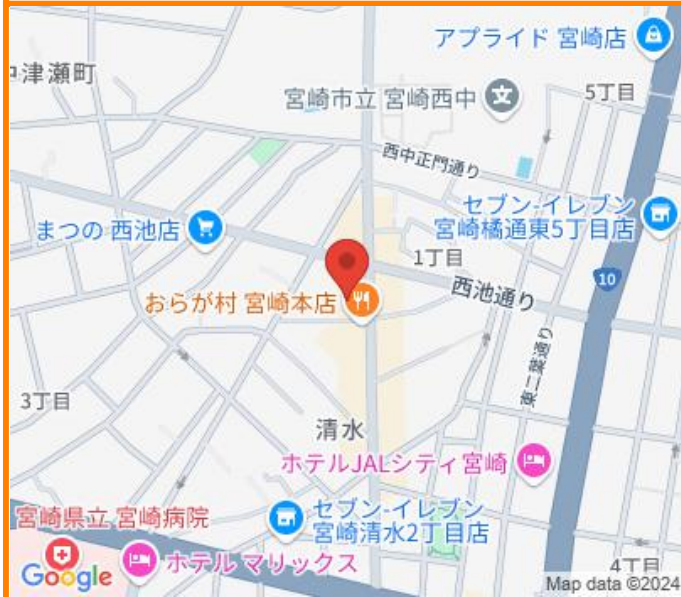 アプライド 宮崎店
中津瀬町
宮崎市立 宮崎西中
文
5丁目
西中正門通り
セブン-イレブン
宮崎橘通東5丁目店
まつの 西池店
1丁目
10
西池通り
おらが村 宮崎本店
東二葉通り
3丁目
清水
ホテルJALシティ宮崎
宮崎県立 宮崎病院
セブン-イレブン
宮崎清水2丁目店
ホテル マリックス
4丁目
Google
Map data ©2024